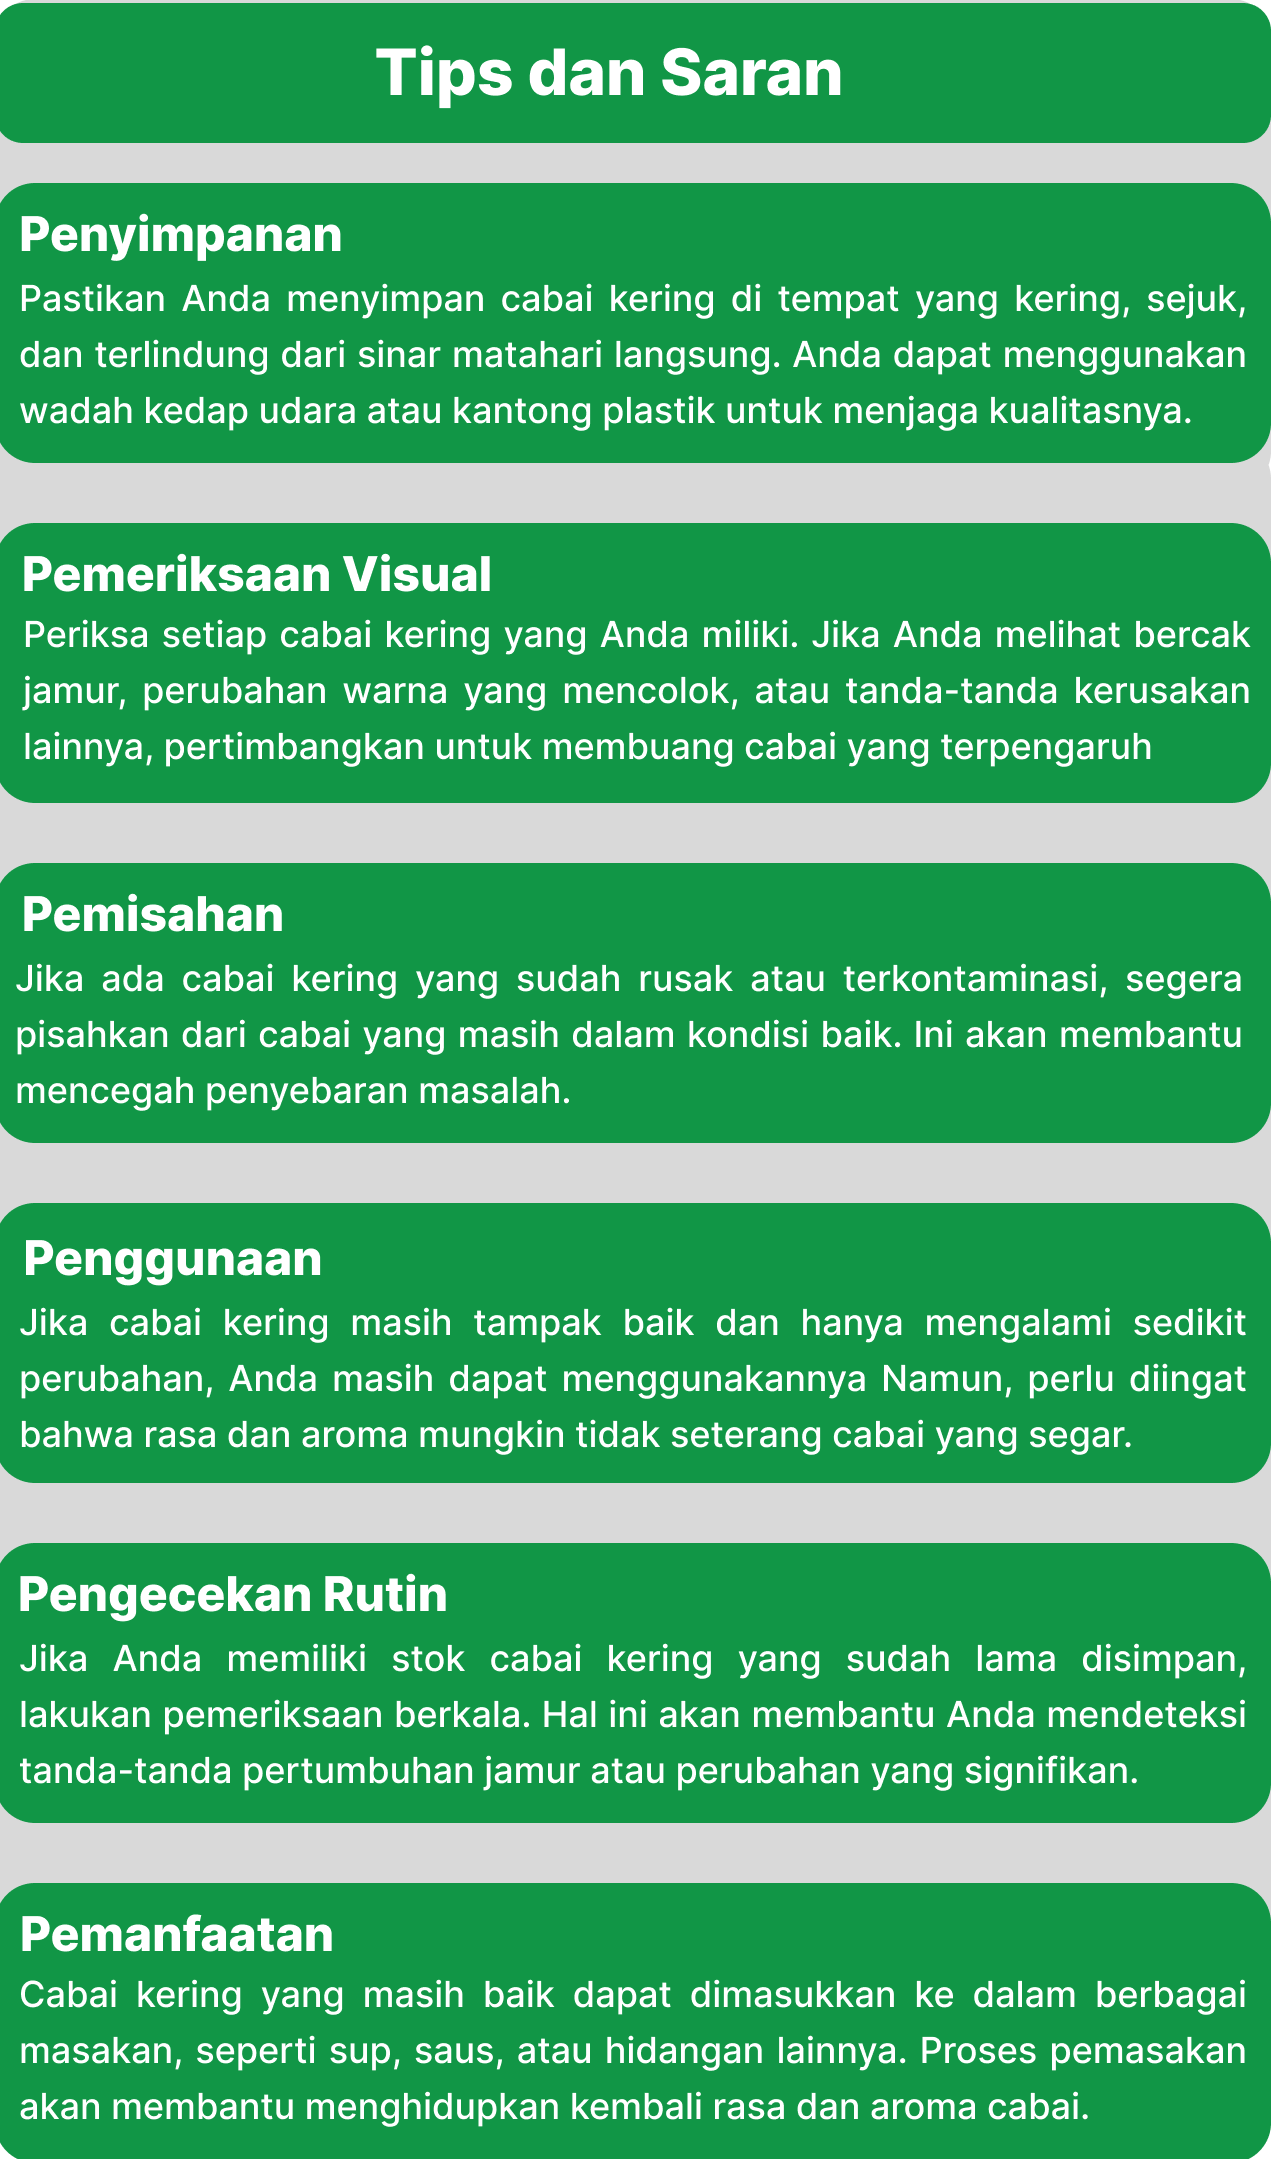 Tips dan Saran
Penyimpanan
Pastikan Anda menyimpan cabai kering di tempat yang kering, sejuk,
dan terlindung dari sinar matahari langsung. Anda dapat menggunakan
wadah kedap udara atau kantong plastik untuk menjaga kualitasnya.
Pemeriksaan Visual
Periksa setiap cabai kering yang Anda miliki. Jika Anda melihat bercak
jamur, perubahan warna yang mencolok, atau tanda-tanda kerusakan
lainnya, pertimbangkan untuk membuang cabai yang terpengaruh
Pemisahan
Jika ada cabai kering yang sudah rusak atau terkontaminasi, segera
pisahkan dari cabai yang masih dalam kondisi baik. Ini akan membantu
mencegah penyebaran masalah.
Penggunaan
Jika cabai kering masih tampak baik dan hanya mengalami sedikit
perubahan, Anda masih dapat menggunakannya Namun, perlu diingat
bahwa rasa dan aroma mungkin tidak seterang cabai yang segar.
Pengecekan Rutin
Jika Anda memiliki stok cabai kering yang sudah lama disimpan,
lakukan pemeriksaan berkala. Hal ini akan membantu Anda mendeteksi
tanda-tanda pertumbuhan jamur atau perubahan yang signifikan.
Pemanfaatan
Cabai kering yang masih baik dapat dimasukkan ke dalam berbagai
masakan, seperti sup, saus, atau hidangan lainnya. Proses pemasakan
akan membantu menghidupkan kembali rasa dan aroma cabai.